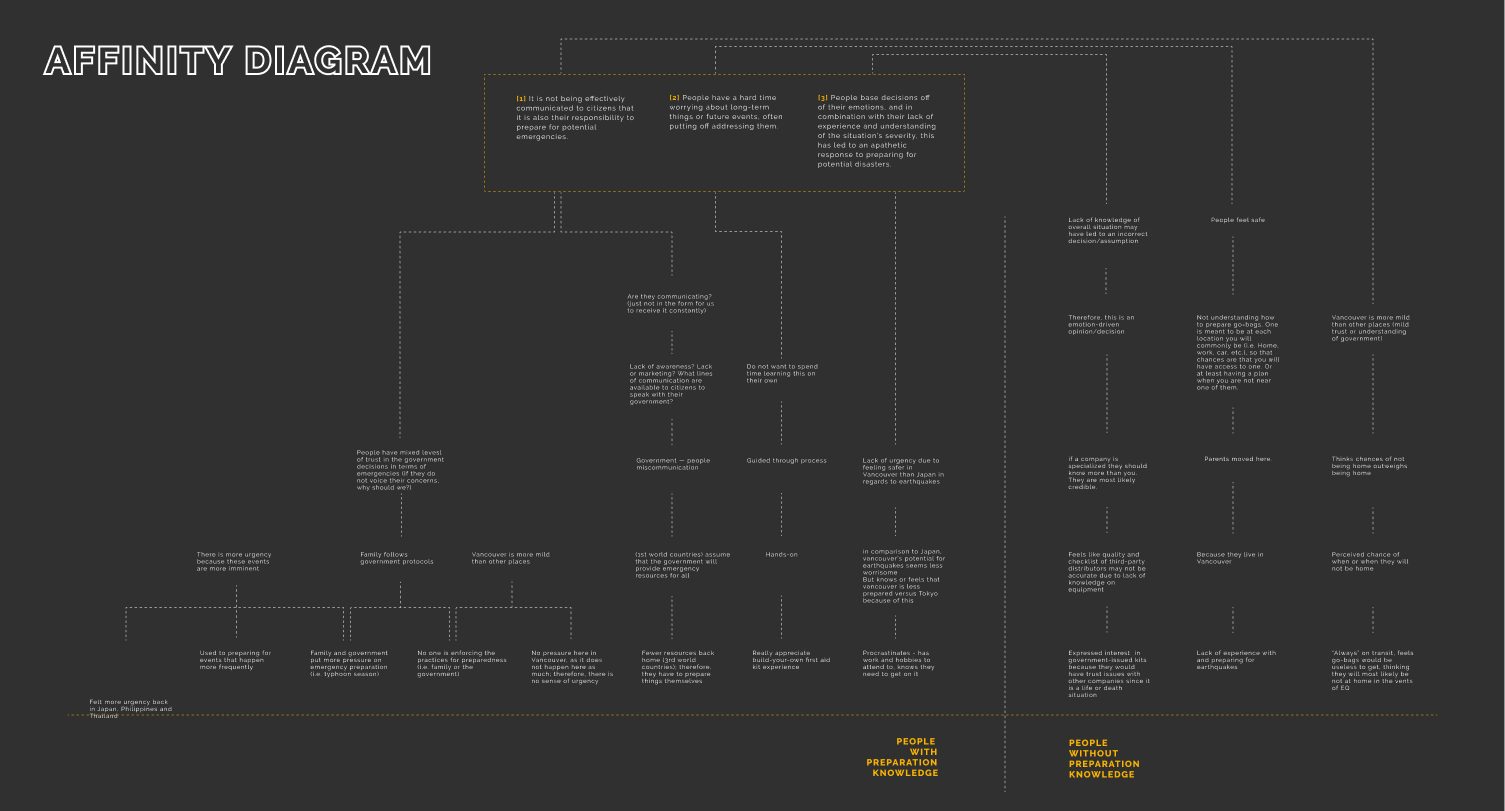 AFFINITY DIAGRAM
[1] It is not being effectively
communicated to citizens that
it is also their responsibility to
prepare for potential
emergencies.
[2] People have a hard time
worrying about long-term
things or future events, often
putting off addressing them.
[3] People base decisions off
of their emotions, and in
combination with their lack of
experience and understanding
of the situation's severity, this
has led to an apathetic
response to preparing for
potential disasters.
Lack of knowledge of
overall situation may
have led to an incorrect
decision/assumption
People feel safe
Are they communicating?
(just not in the form for us
to receive it constantly)
Therefore, this is an
emotion-driven
opinion/decision
Not understanding how
to prepare go-bags. One
is meant to be at each
location you will
commonly be (i.e. Home,
work, car, etc.), so that
chances are that you will
have access to one. Or
at least having a plan
when you are not near
one of them.
Vancouver is more mild
than other places (mild
trust or understanding
of government)
Lack of awareness? Lack
or marketing? What lines
of communication are
available to citizens to
speak with their
government?
Do not want to spend
time learning this on
their own
People have mixed levesl
of trust in the government
decisions in terms of
emergencies (if they do
not voice their concerns,
why should we?)
Government — people
miscommunication
Guided through process
Lack of urgency due to
feeling safer in
Vancouver than Japan in
regards to earthquakes
if a company is
specialized they should
know more than you.
They are most likely
credible.
Parents moved here.
Thinks chances of not
being home outweighs
being home
There is more urgency
because these events
are more imminent
Family follows
government protocols
Vancouver is more mild
than other places
(1st world countries) assume
that the government will
provide emergency
resources for all
Hands-on
in comparison to Japan,
vancouver's potential for
earthquakes seems less
worrisome
But knows or feels that
vancouver is less
prepared versus Tokyo
because of this
Feels like quality and
checklist of third-party
distributors may not be
accurate due to lack of
knowledge on
equipment
Because they live in
Vancouver
Perceived chance of
when or when they will
not be home
Used to preparing for
events that happen
more frequently
Family and government
put more pressure on
emergency preparation
(i.e. typhoon season)
No one is enforcing the
practices for preparedness
(i.e. family or the
government)
No pressure here in
Vancouver, as it does
not happen here as
much; therefore, there is
no sense of urgency
Fewer resources back
home (3rd world
countries); therefore,
they have to prepare
things themselves
Really appreciate
build-your-own first aid
kit experience
Procrastinates - has
work and hobbies to
attend to, knows they
need to get on it
Expressed interest in
government-issued kits
because they would
have trust issues with
other companies since it
is a life or death
situation
Lack of experience with
and preparing for
earthquakes
"Always" on transit, feels
go-bags would be
useless to get, thinking
they will most likely be
not at home in the vents
of EQ
Felt more urgency back
in Japan, Philippines and
Thailand
PEOPLE
WITH
PREPARATION
KNOWLEDGE
PEOPLE
WITHOUT
PREPARATION
KNOWLEDGE